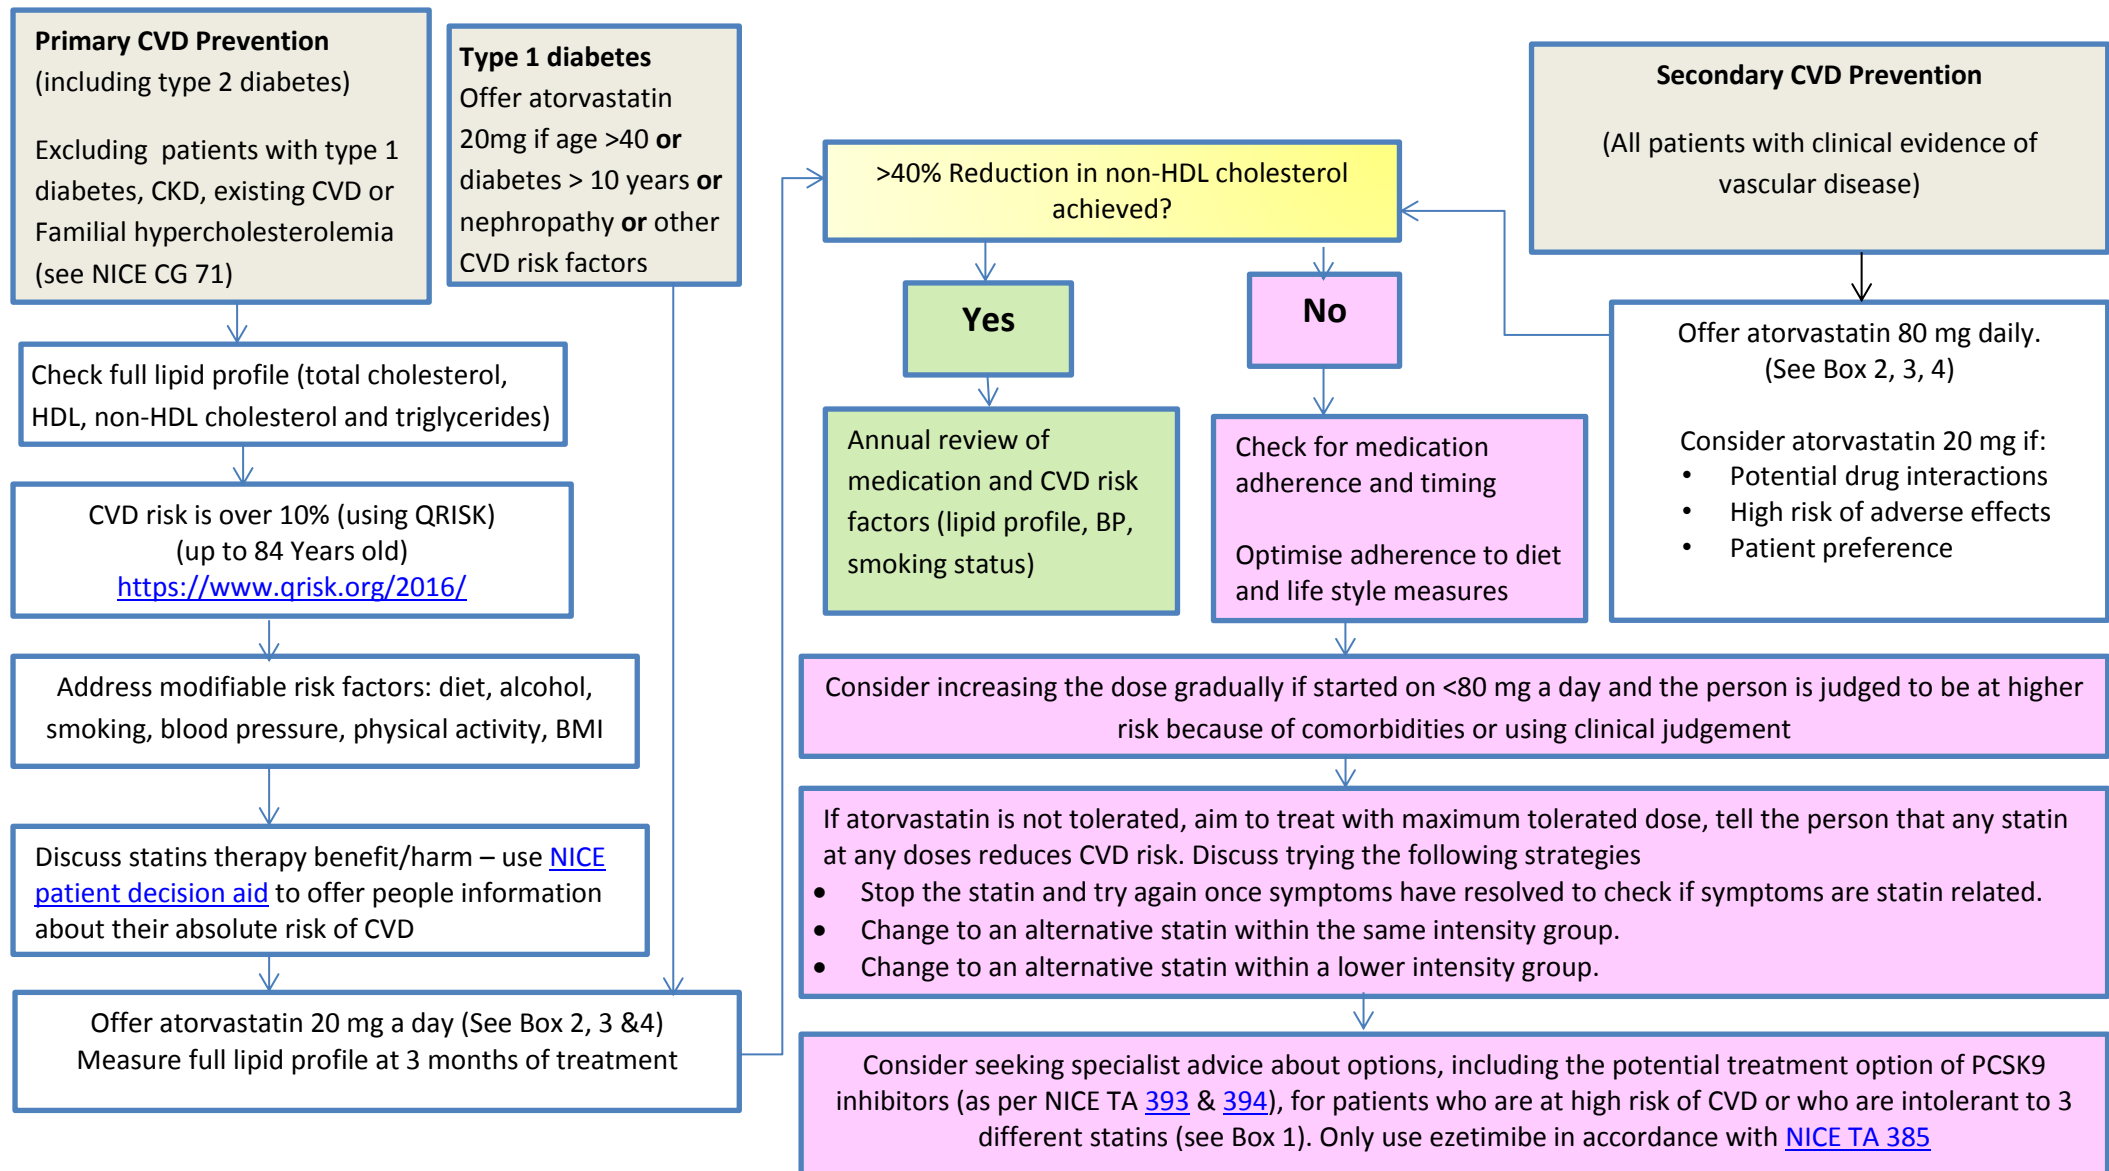 Primary CVD Prevention
(including type 2 diabetes)
Excluding patients with type 1
diabetes, CKD, existing CVD or
Familial hypercholesterolemia
(see NICE CG 71)
Check full lipid profile (total cholesterol,
HDL, non-HDL cholesterol and triglycerides)
CVD risk is over 10% (using QRISK)
(up to 84 Years old)
https://www.qrisk.org/2016/
Address modifiable risk factors: diet, alcohol,
smoking, blood pressure, physical activity, BMI
Discuss statins therapy benefit/harm – use NICE
patient decision aid to offer people information
about their absolute risk of CVD
Offer atorvastatin 20 mg a day (See Box 2, 3 &4)
Measure full lipid profile at 3 months of treatment
Type 1 diabetes
Offer atorvastatin
20mg if age >40 or
diabetes > 10 years or
nephropathy or other
CVD risk factors
>40% Reduction in non-HDL cholesterol
achieved?
Yes
Annual review of
medication and CVD risk
factors (lipid profile, BP,
smoking status)
No
Check for medication
adherence and timing
Optimise adherence to diet
and life style measures
Secondary CVD Prevention
(All patients with clinical evidence of
vascular disease)
Offer atorvastatin 80 mg daily.
(See Box 2, 3, 4)
Consider atorvastatin 20 mg if:
• Potential drug interactions
• High risk of adverse effects
• Patient preference
Consider increasing the dose gradually if started on <80 mg a day and the person is judged to be at higher
risk because of comorbidities or using clinical judgement
If atorvastatin is not tolerated, aim to treat with maximum tolerated dose, tell the person that any statin
at any doses reduces CVD risk. Discuss trying the following strategies
• Stop the statin and try again once symptoms have resolved to check if symptoms are statin related.
• Change to an alternative statin within the same intensity group.
• Change to an alternative statin within a lower intensity group.
Consider seeking specialist advice about options, including the potential treatment option of PCSK9
inhibitors (as per NICE TA 393 & 394), for patients who are at high risk of CVD or who are intolerant to 3
different statins (see Box 1). Only use ezetimibe in accordance with NICE TA 385